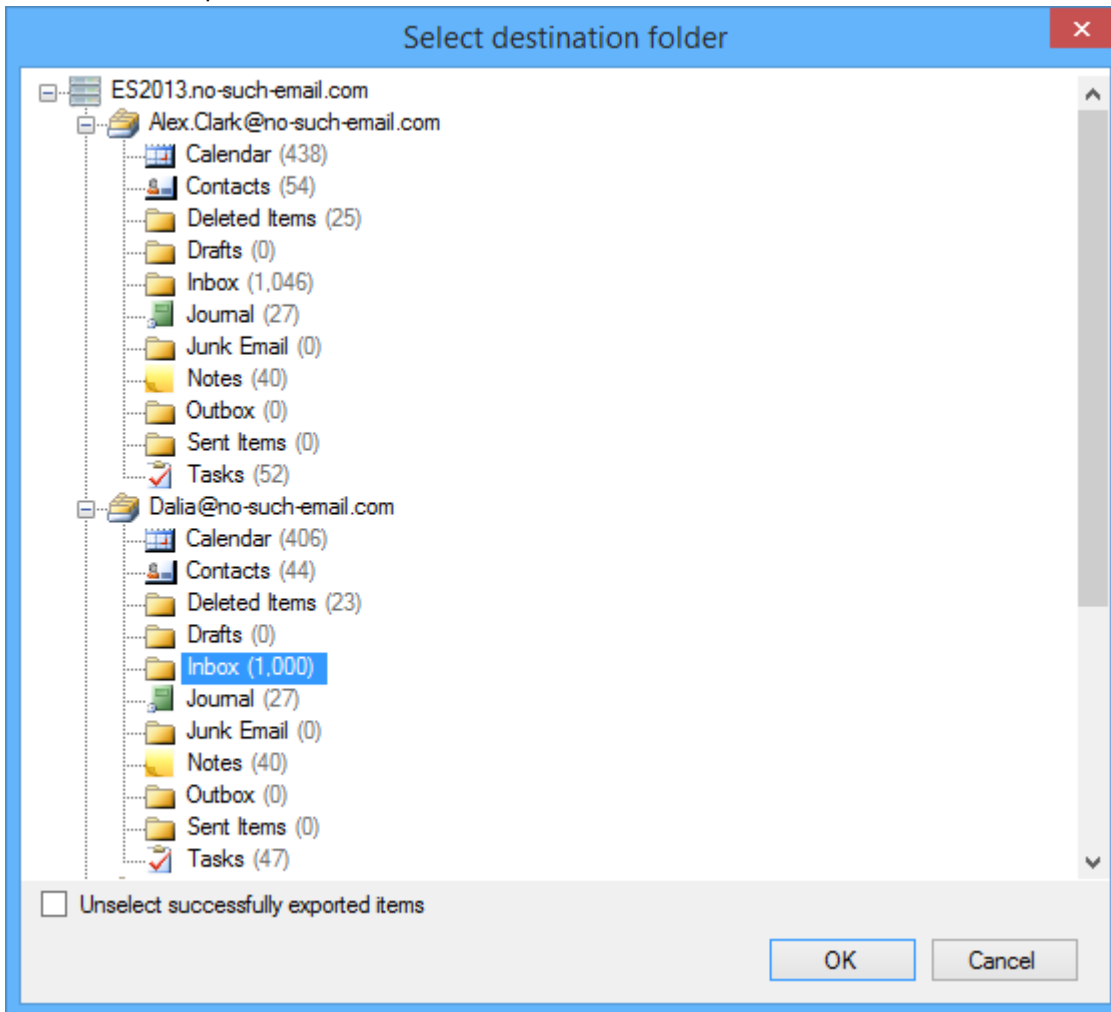 Select destination folder
ES2013.no-such-email.com
Alex.Clark@no-such-email.com
Calendar (438)
Contacts (54)
Deleted Items (25)
Drafts (0)
Inbox (1,046)
Journal (27)
Junk Email (0)
Notes (40)
Outbox (0)
Sent Items (0)
Tasks (52)
Dalia@no-such-email.com
Calendar (406)
Contacts (44)
Deleted Items (23)
Drafts (0)
Inbox (1,000)
Journal (27)
Junk Email (0)
Notes (40)
Outbox (0)
Sent Items (0)
Tasks (47)
Unselect successfully exported items
OK Cancel